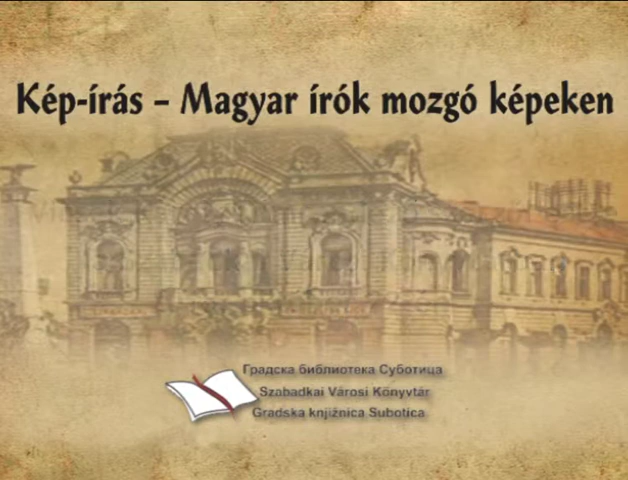 Kép-írás – Magyar írók mozgó képeken
Градска библиотека Суботица
Szabadkai Városi Könyvtár
Gradska knjižnica Subotica